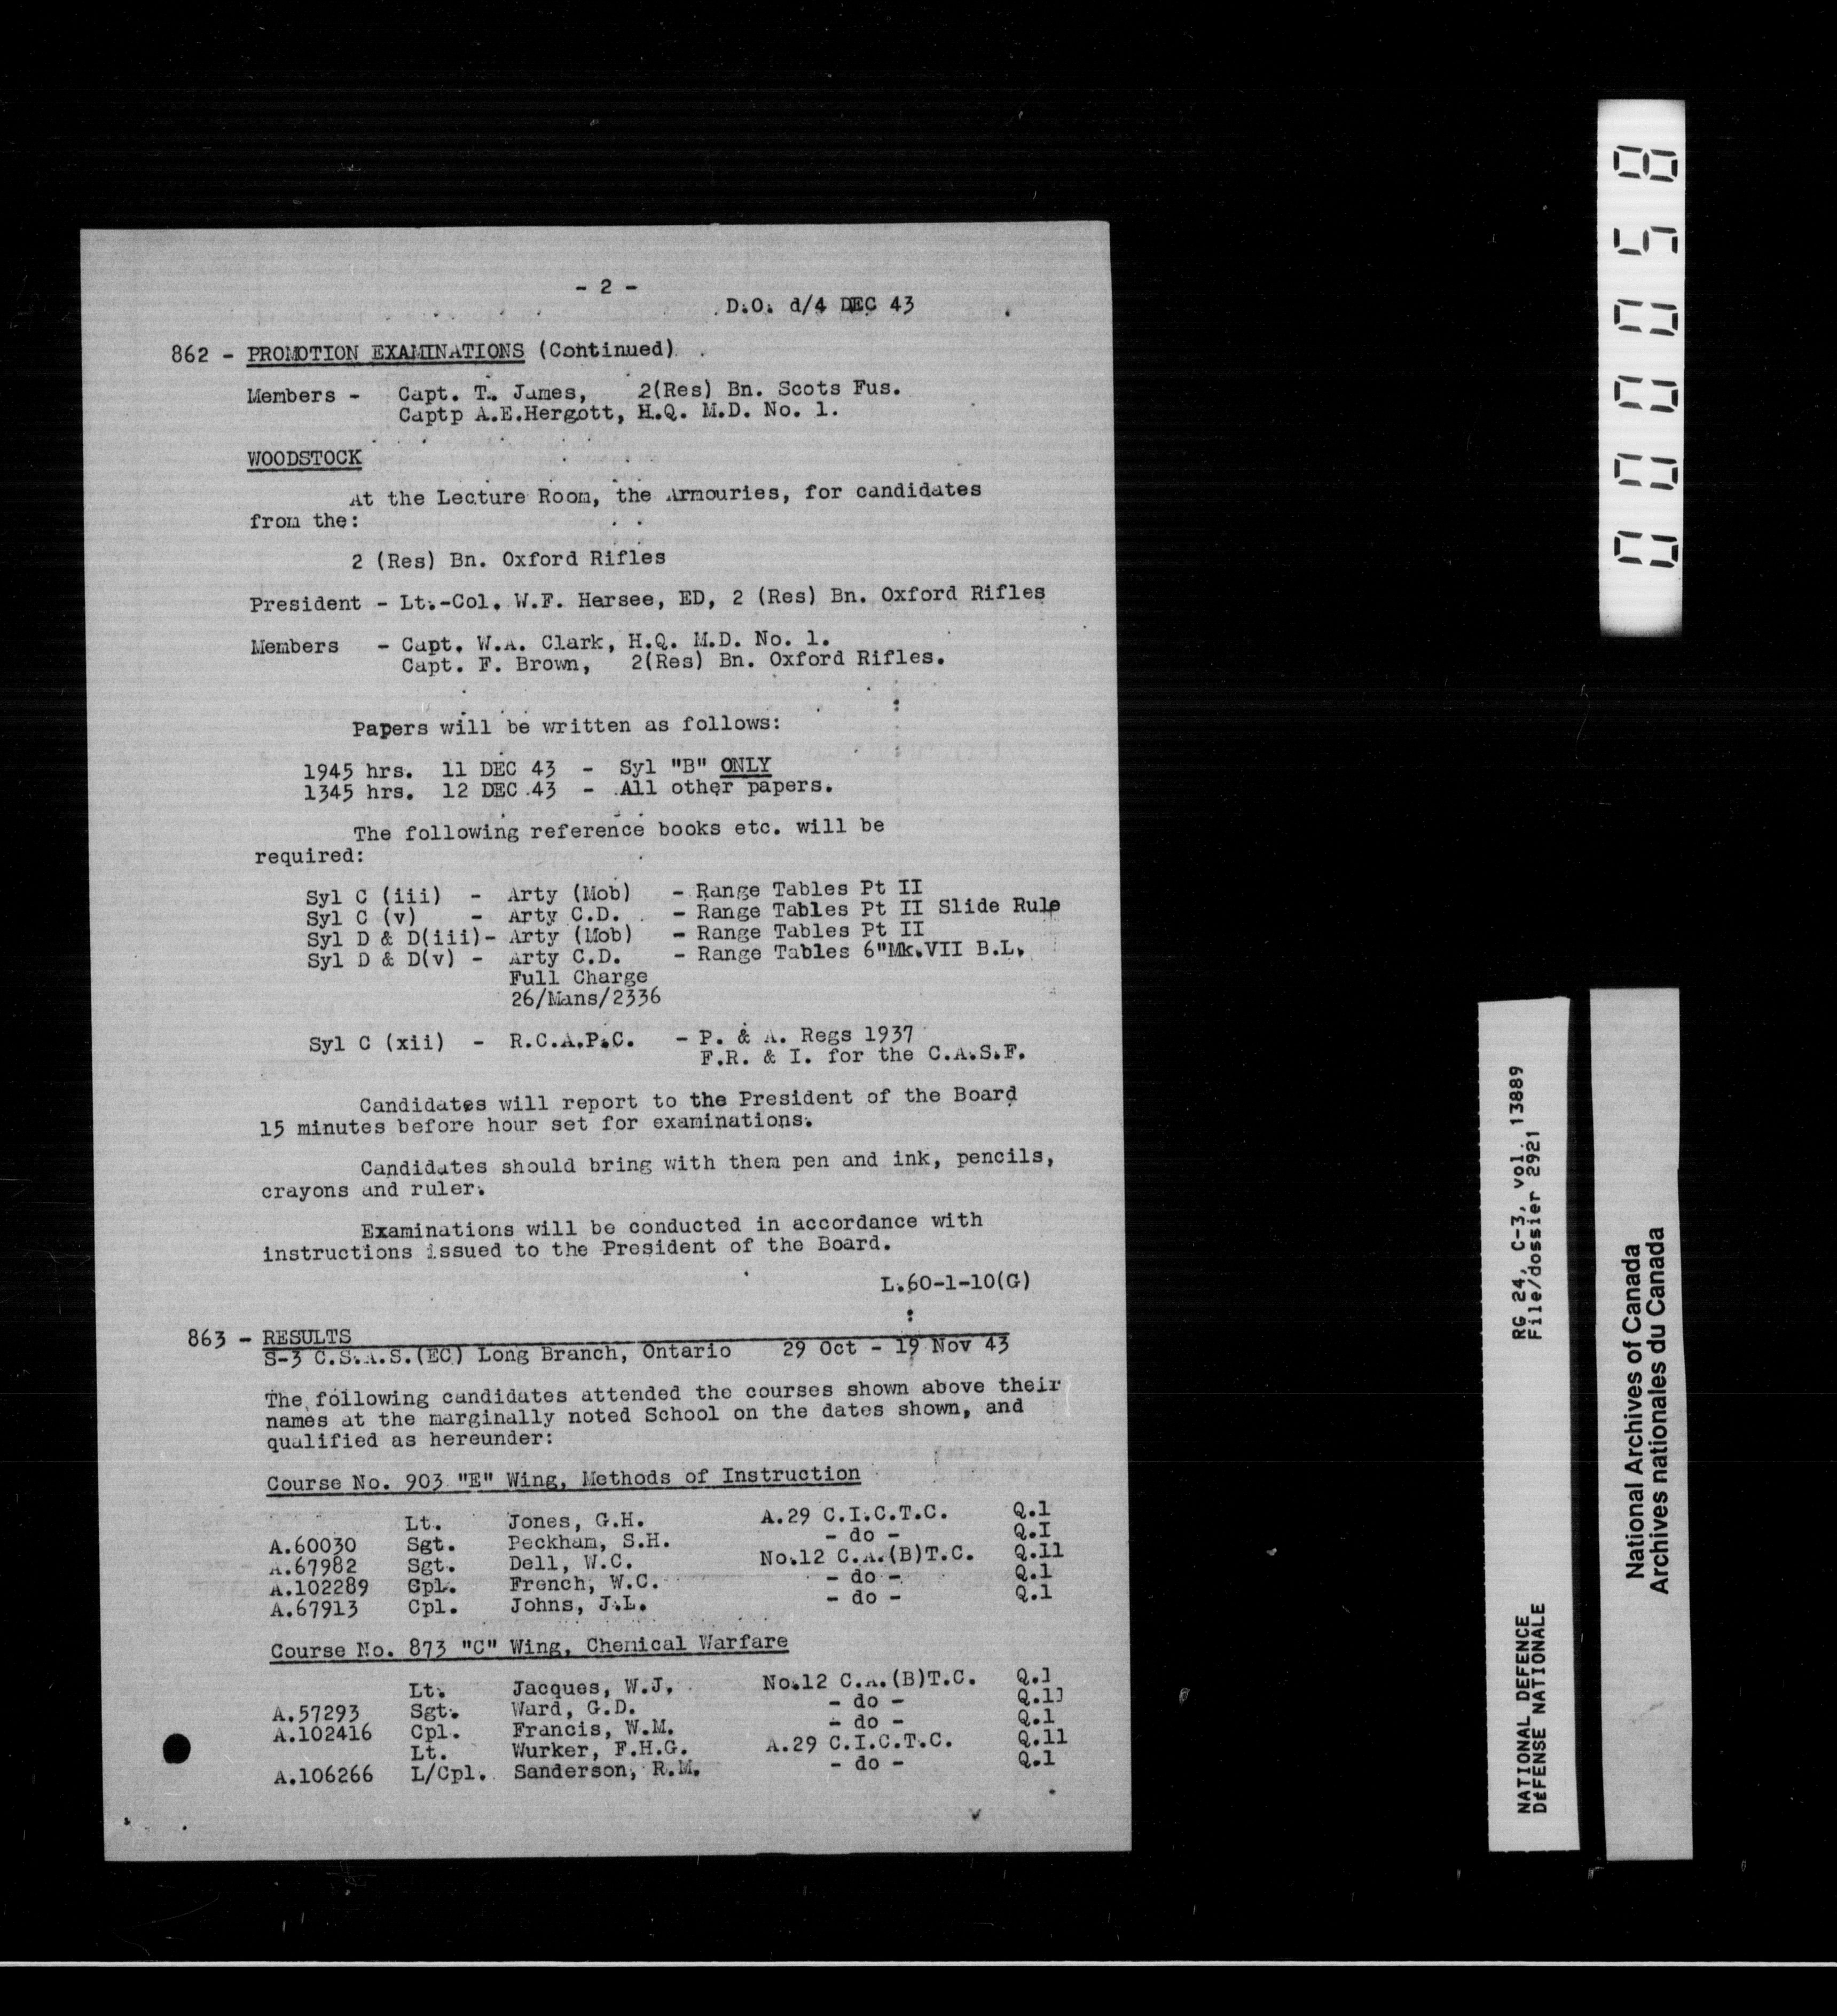 - 2 -
D.O. d/4 DEC 43
862 - PROMOTION EXAMINATIONS (Continued)
Members - Capt. T. James, 2(Res) Bn. Scots Fus.
Captp A.E.Hergott, H.Q. M.D. No. 1.
WOODSTOCK
At the Lecture Room, the Armouries, for candidates
from the:
2 (Res) Bn. Oxford Rifles
President - Lt.-Col. W.F. Hersee, ED, 2 (Res) Bn. Oxford Rifles
Members - Capt. W.A. Clark, H.Q. M.D. No. 1.
Capt. F. Brown, 2(Res) Bn. Oxford Rifles.
Papers will be written as follows:
1945 hrs. 11 DEC 43 - Syl "B" ONLY
1345 hrs. 12 DEC 43 - All other papers.
The following reference books etc. will be
required:
Syl C (iii) - Arty (Mob) - Range Tables Pt II
Syl C (v) - Arty C.D. - Range Tables Pt II Slide Rule
Syl D & D(iii)- Arty (Mob) - Range Tables Pt II
Syl D & D(v) - Arty C.D. - Range Tables 6"Mk.VII B.L.
Full Charge
26/Mans/2336
Syl C (xii) - R.C.A.P.C. - P. & A. Regs 1937
F.R. & I. for the C.A.S.F.
Candidates will report to the President of the Board
15 minutes before hour set for examinations.
Candidates should bring with them pen and ink, pencils,
crayons and ruler.
Examinations will be conducted in accordance with
instructions issued to the President of the Board.
L.60-1-10(G)
863 - RESULTS
S-3 C.S.A.S.(EC) Long Branch, Ontario 29 Oct - 19 Nov 43
The following candidates attended the courses shown above their
names at the marginally noted School on the dates shown, and
qualified as hereunder:
Course No. 903 "E" Wing, Methods of Instruction
Lt. Jones, G.H. A.29 C.I.C.T.C. Q.1
A.60030 Sgt. Peckham, S.H. - do - Q.I
A.67982 Sgt. Dell, W.C. No.12 C.A.(B)T.C. Q.11
A.102289 Cpl. French, W.C. - do - Q.1
A.67913 Cpl. Johns, J.L. - do - Q.1
Course No. 873 "C" Wing, Chemical Warfare
Lt. Jacques, W.J. No.12 C.A.(B)T.C. Q.1
A.57293 Sgt. Ward, G.D. - do - Q.11
A.102416 Cpl. Francis, W.M. - do - Q.1
Lt. Wurker, F.H.G. A.29 C.I.C.T.C. Q.11
A.106266 L/Cpl. Sanderson, R.M. - do - Q.1
000058
RG 24, C-3, vol. 13889
File/dossier 2921
NATIONAL DEFENCE
DéFENSE NATIONALE
National Archives of Canada
Archives nationales du Canada